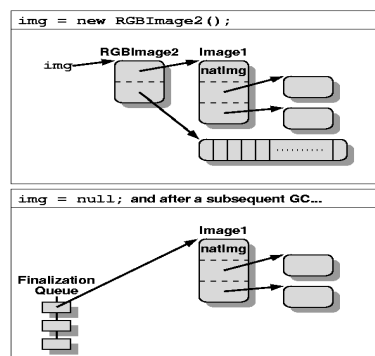 img = new RGBImage2();
RGBImage2 Image1
img natImg
..........
img = null; and after a subsequent GC...
Image1
natImg
Finalization
Queue